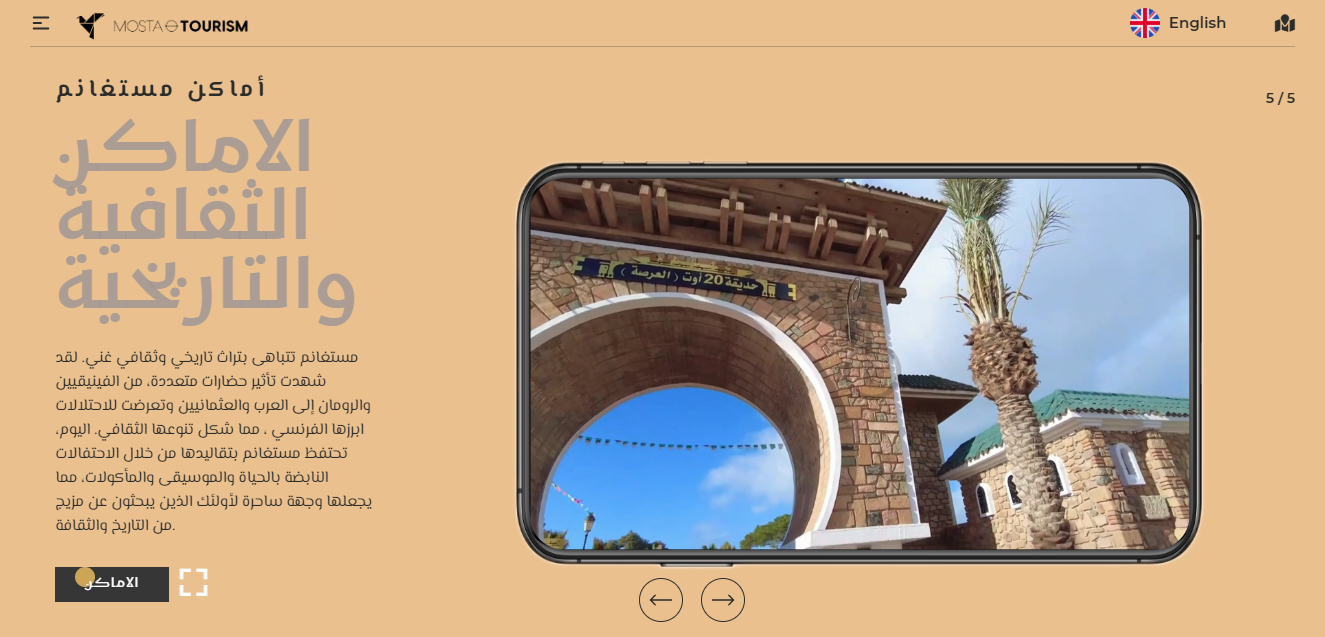 MOSTA TOURISM
English
أماكن مستغانم
5 / 5
الاماكن
الثقافية
والتاريخية
حديقة 20 أوت ( العرصة )
مستغانم تتباهى بتراث تاريخي وثقافي غني. لقد
شهدت تأثير حضارات متعددة، من الفينيقيين
والرومان إلى العرب والعثمانيين وتعرضت للاحتلالات
ابرزها الفرنسي ، مما شكل تنوعها الثقافي. اليوم،
تحتفظ مستغانم بتقاليدها من خلال الاحتفالات
النابضة بالحياة والموسيقى والمأكولات، مما
يجعلها وجهة ساحرة لأولئك الذين يبحثون عن مزيج
من التاريخ والثقافة.
الاماكن